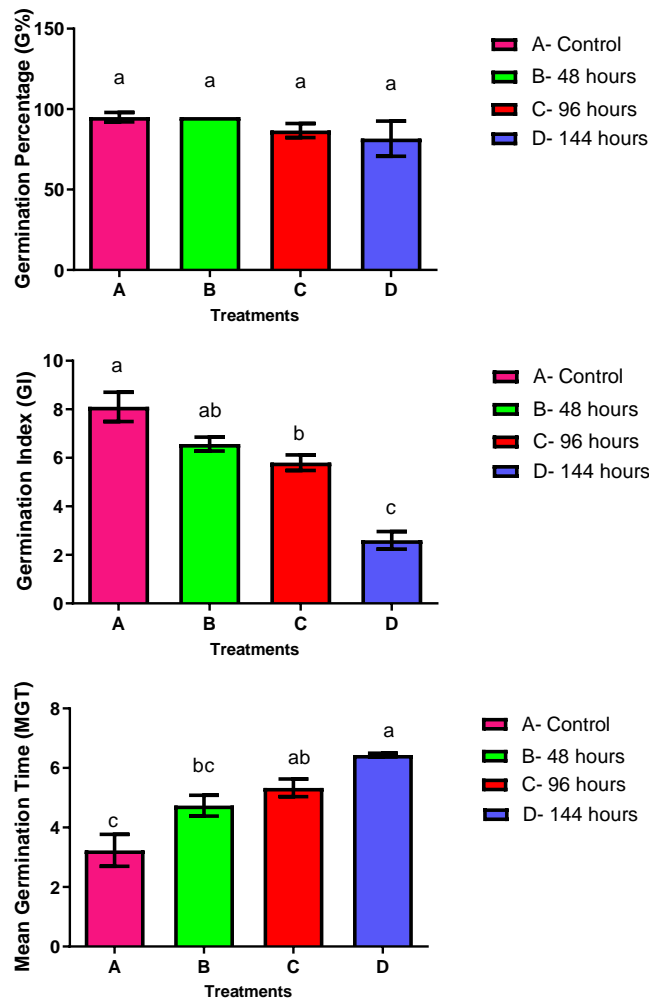 Germination Percentage (G%)
150
100
50
0
a
a
a
a
A
B
C
D
Treatments
A- Control
B- 48 hours
C- 96 hours
D- 144 hours
Germination Index (GI)
10
8
6
4
2
0
a
ab
b
c
A
B
C
D
Treatments
A- Control
B- 48 hours
C- 96 hours
D- 144 hours
Mean Germination Time (MGT)
8
6
4
2
0
c
bc
ab
a
A
B
C
D
Treatments
A- Control
B- 48 hours
C- 96 hours
D- 144 hours